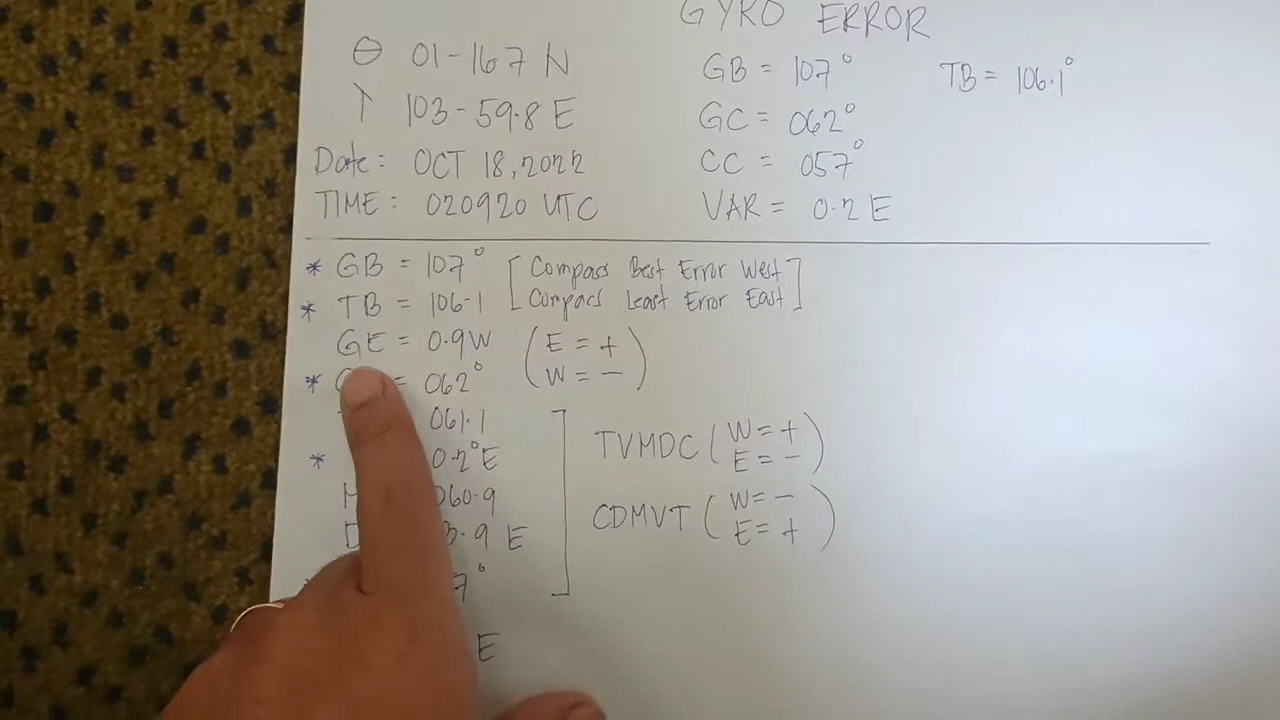 GYRO ERROR
θ 01-16.7 N
λ 103-59.8 E
Date: OCT 18, 2022
TIME: 020920 UTC
GB = 107°
GC = 062°
CC = 057°
VAR = 0.2 E
TB = 106.1°
* GB = 107° [Compass Best Error West
* TB = 106.1 Compass Least Error East]
GE = 0.9W (E = +
W = -)
* = 062°
061.1
* 0.2°E
060.9
3.9 E
7°
E
TVMDC (W = +
E = -)
CDMVT (W = -
E = +)